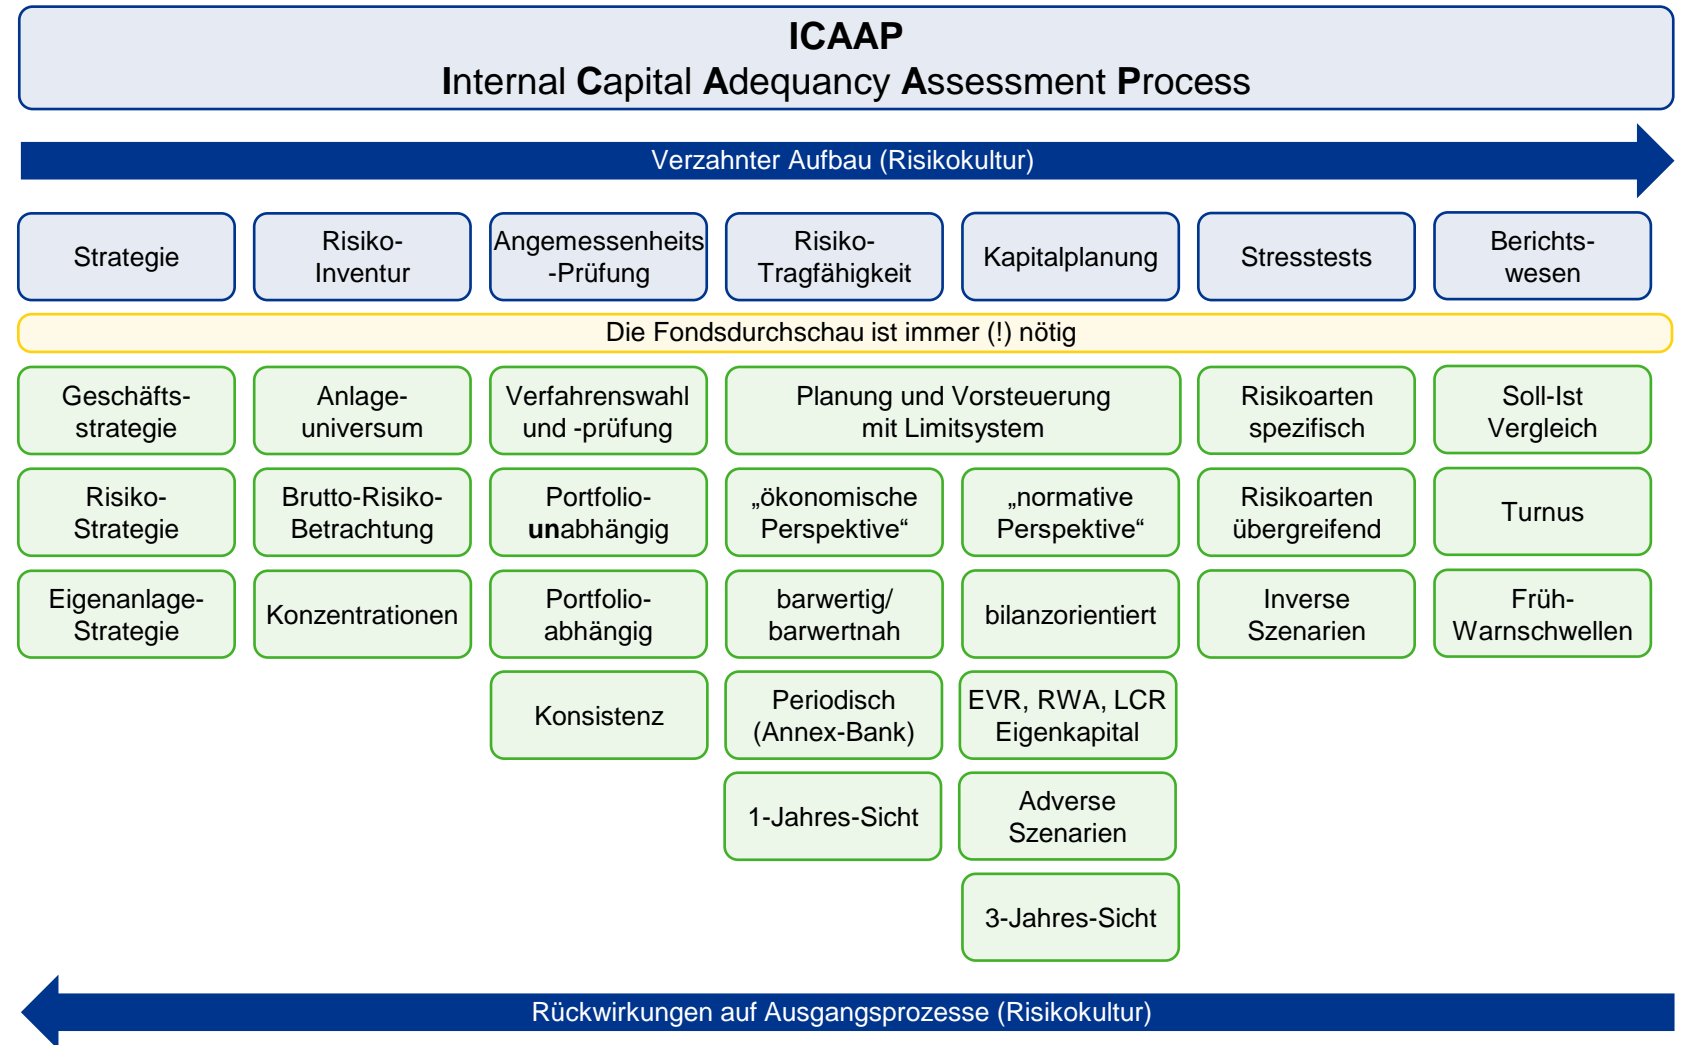 ICAAP
Internal Capital Adequancy Assessment Process
Verzahnter Aufbau (Risikokultur)
Strategie
Risiko-
Inventur
Angemessenheits
-Prüfung
Risiko-
Tragfähigkeit
Kapitalplanung
Stresstests
Berichts-
wesen
Die Fondsdurchschau ist immer (!) nötig
Geschäfts-
strategie
Anlage-
universum
Verfahrenswahl
und -prüfung
Planung und Vorsteuerung
mit Limitsystem
Risikoarten
spezifisch
Soll-Ist
Vergleich
Risiko-
Strategie
Brutto-Risiko-
Betrachtung
Portfolio-
unabhängig
„ökonomische
Perspektive“
„normative
Perspektive“
Risikoarten
übergreifend
Turnus
Eigenanlage-
Strategie
Konzentrationen
Portfolio-
abhängig
barwertig/
barwertnah
bilanzorientiert
Inverse
Szenarien
Früh-
Warnschwellen
Konsistenz
Periodisch
(Annex-Bank)
EVR, RWA, LCR
Eigenkapital
1-Jahres-Sicht
Adverse
Szenarien
3-Jahres-Sicht
Rückwirkungen auf Ausgangsprozesse (Risikokultur)